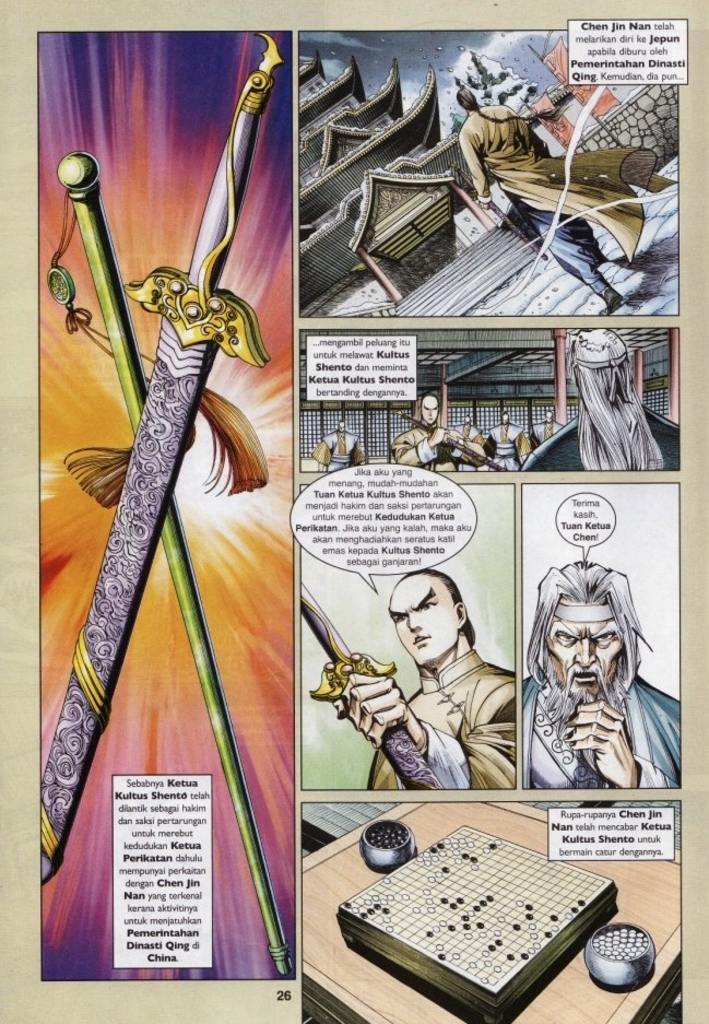 Sebabnya Ketua
Kultus Shento telah
dilantik sebagai hakim
dan saksi pertarungan
untuk merebut
kedudukan Ketua
Perikatan dahulu
mempunyai perkaitan
dengan Chen Jin
Nan yang terkenal
kerana aktivitinya
untuk menjatuhkan
Pemerintahan
Dinasti Qing di
China.
Chen Jin Nan telah
melarikan diri ke Jepun
apabila diburu oleh
Pemerintahan Dinasti
Qing. Kemudian, dia pun...
...mengambil peluang itu
untuk melawat Kultus
Shento dan meminta
Ketua Kultus Shento
bertanding dengannya.
Jika aku yang
menang, mudah-mudahan
Tuan Ketua Kultus Shento akan
menjadi hakim dan saksi pertarungan
untuk merebut Kedudukan Ketua
Perikatan. Jika aku yang kalah, maka aku
akan menghadiahkan seratus katil
emas kepada Kultus Shento
sebagai ganjaran!
Terima
kasih,
Tuan Ketua
Chen!
Rupa-rupanya Chen Jin
Nan telah mencabar Ketua
Kultus Shento untuk
bermain catur dengannya.
26